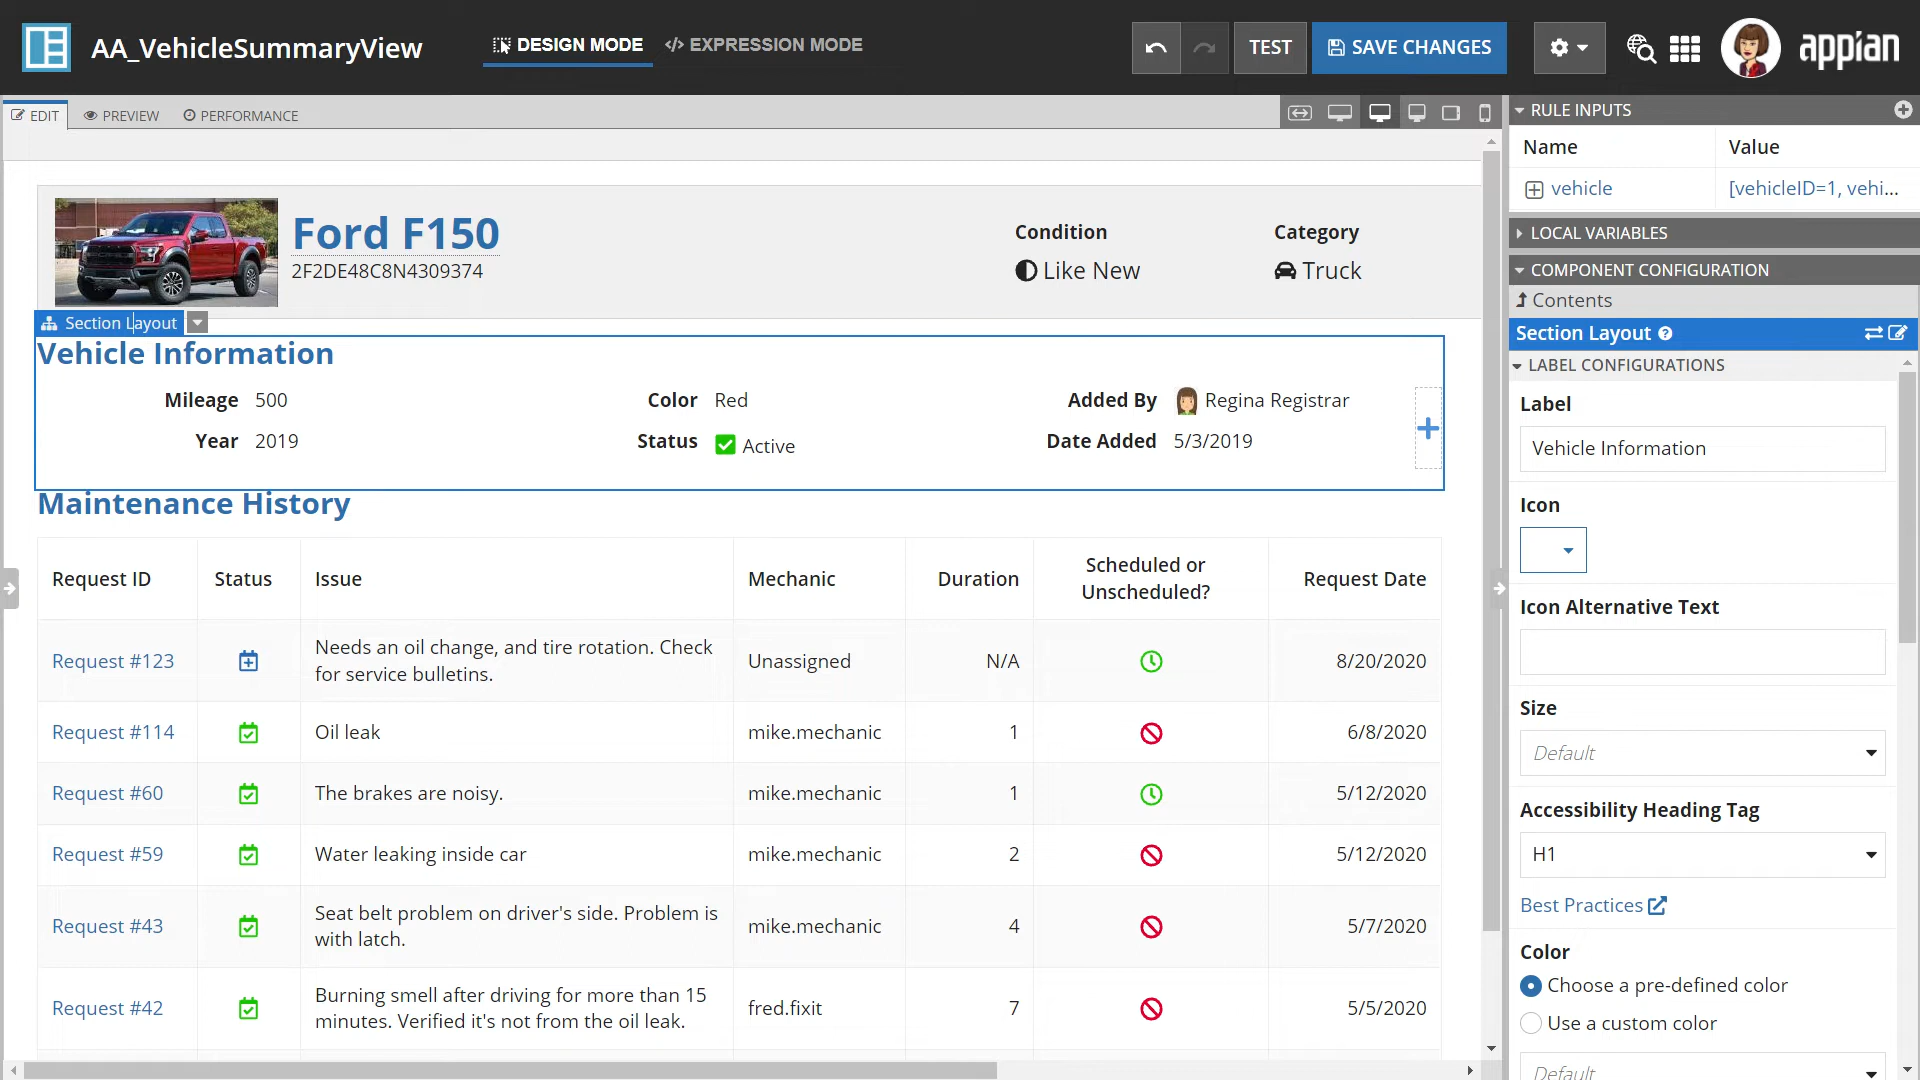 AA_VehicleSummaryView
DESIGN MODE
</> EXPRESSION MODE
TEST
SAVE CHANGES
appian
EDIT
PREVIEW
PERFORMANCE
Ford F150
2F2DE48C8N4309374
Condition
Like New
Category
Truck
Section Layout
Vehicle Information
Mileage 500
Color Red
Added By Regina Registrar
Year 2019
Status Active
Date Added 5/3/2019
Maintenance History
Request ID Status Issue Mechanic Duration Scheduled or Unscheduled? Request Date
Request #123 Needs an oil change, and tire rotation. Check for service bulletins. Unassigned N/A 8/20/2020
Request #114 Oil leak mike.mechanic 1 6/8/2020
Request #60 The brakes are noisy. mike.mechanic 1 5/12/2020
Request #59 Water leaking inside car mike.mechanic 2 5/12/2020
Request #43 Seat belt problem on driver's side. Problem is with latch. mike.mechanic 4 5/7/2020
Request #42 Burning smell after driving for more than 15 minutes. Verified it's not from the oil leak. fred.fixit 7 5/5/2020
RULE INPUTS
Name Value
vehicle [vehicleID=1, vehi...
LOCAL VARIABLES
COMPONENT CONFIGURATION
Contents
Section Layout
LABEL CONFIGURATIONS
Label
Vehicle Information
Icon
Icon Alternative Text
Size
Default
Accessibility Heading Tag
H1
Best Practices
Color
Choose a pre-defined color
Use a custom color
Default